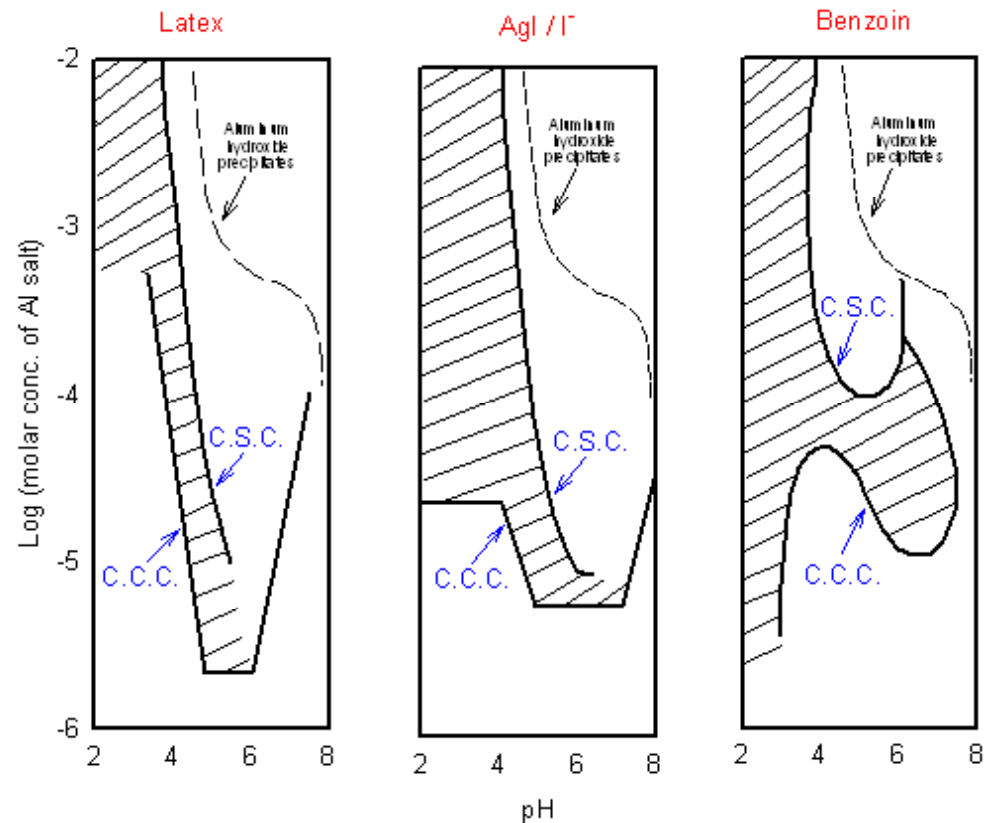 Latex
AgI / I⁻
Benzoin
-2
-3
-4
-5
-6
Log (molar conc. of Al salt)
Aluminum
hydroxide
precipitates
C.S.C.
C.C.C.
2 4 6 8
Aluminum
hydroxide
precipitates
C.S.C.
C.C.C.
2 4 6 8
Aluminum
hydroxide
precipitates
C.S.C.
C.C.C.
2 4 6 8
pH